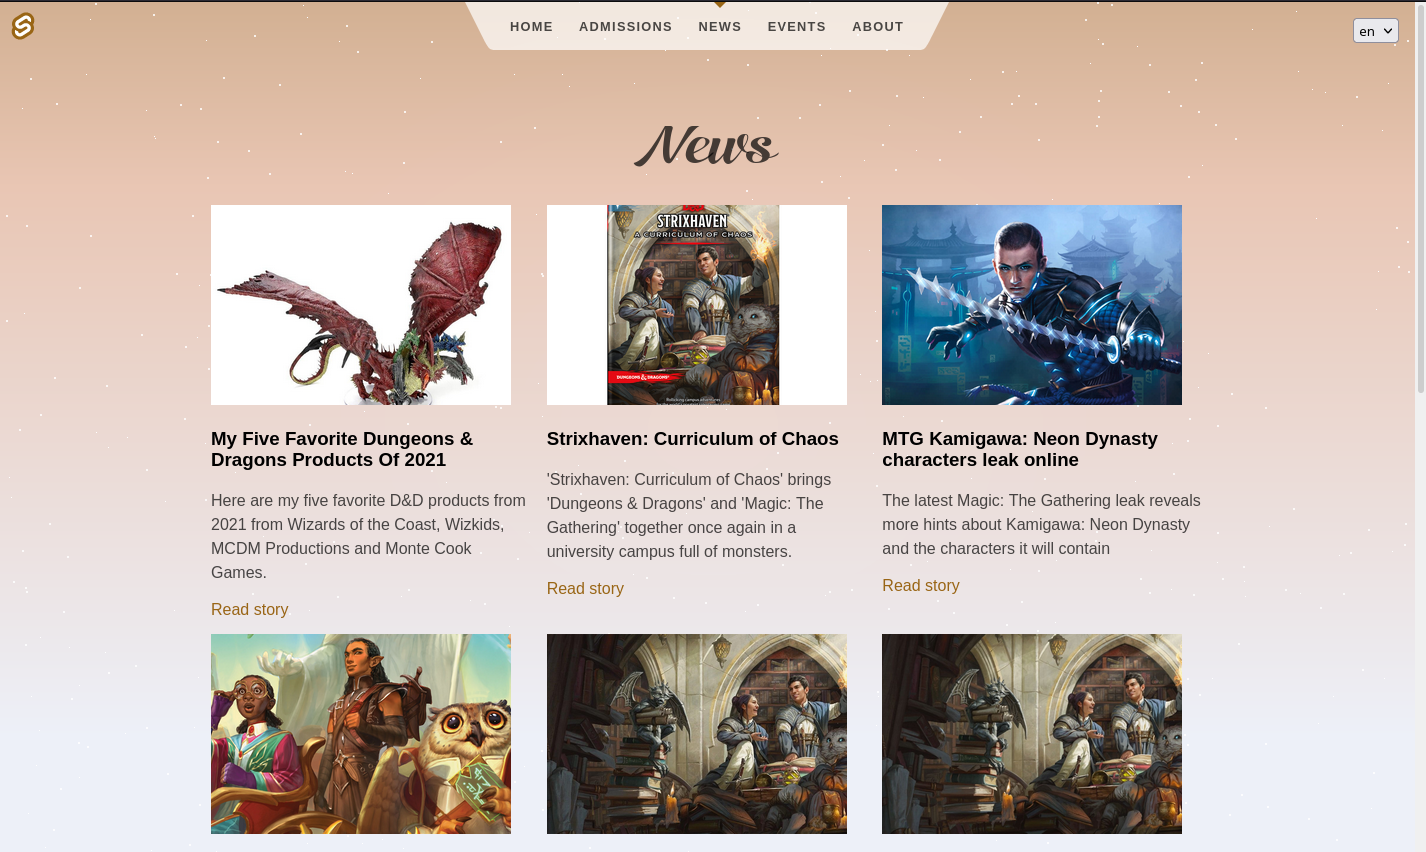 HOME ADMISSIONS NEWS EVENTS ABOUT
en
News
STRIXHAVEN
A CURRICULUM OF CHAOS
DUNGEONS & DRAGONS
My Five Favorite Dungeons &
Dragons Products Of 2021
Here are my five favorite D&D products from
2021 from Wizards of the Coast, Wizkids,
MCDM Productions and Monte Cook
Games.
Read story
Strixhaven: Curriculum of Chaos
'Strixhaven: Curriculum of Chaos' brings
'Dungeons & Dragons' and 'Magic: The
Gathering' together once again in a
university campus full of monsters.
Read story
MTG Kamigawa: Neon Dynasty
characters leak online
The latest Magic: The Gathering leak reveals
more hints about Kamigawa: Neon Dynasty
and the characters it will contain
Read story